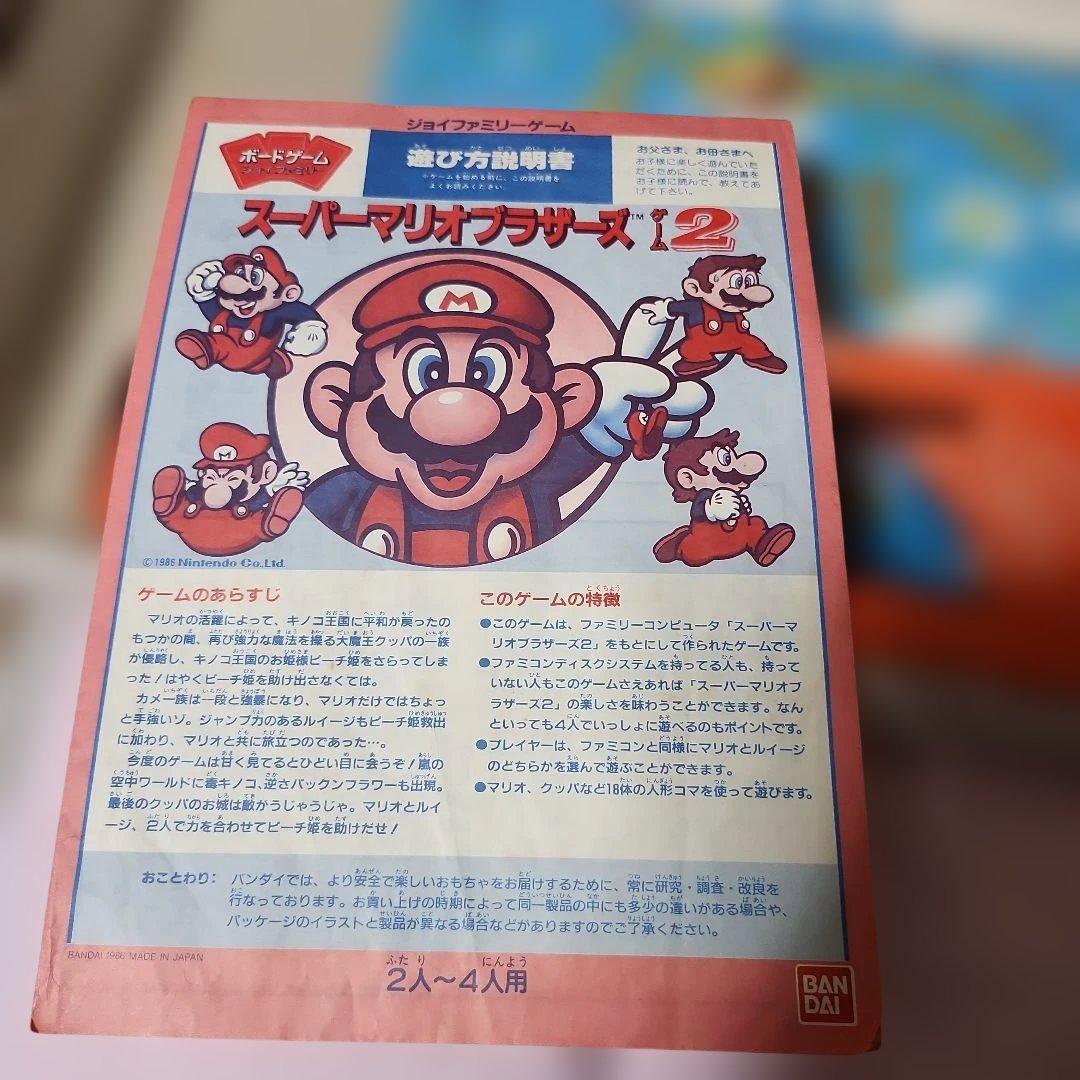 ジョイファミリーゲーム
ボードゲーム
ジョイファミリー
遊び方説明書
※ゲームを始める前に、この説明書を
よくお読みください。
お父さま、お母さまへ
お子様に楽しく遊んでいた
だくために、この説明書を
お子様に読んで、教えてあ
げて下さい。
スーパーマリオブラザーズ™ゲーム2
M
M
©1986 Nintendo Co.,Ltd.
ゲームのあらすじ
マリオの活躍によって、キノコ王国に平和が戻ったの
もつかの間、再び強力な魔法を操る大魔王クッパの一族
が侵略し、キノコ王国のお姫様ピーチ姫をさらってしま
った!はやくピーチ姫を助け出さなくては。
カメ一族は一段と強暴になり、マリオだけではちょっ
と手強いゾ。ジャンプ力のあるルイージもピーチ姫救出
に加わり、マリオと共に旅立つのであった…。
今度のゲームは甘く見てるとひどい目に会うぞ!嵐の
空中ワールドに毒キノコ、逆さパックンフラワーも出現。
最後のクッパのお城は敵がうじゃうじゃ。マリオとルイ
ージ、2人で力を合わせてピーチ姫を助けだせ!
このゲームの特徴
●このゲームは、ファミリーコンピュータ「スーパーマ
リオブラザーズ2」をもとにして作られたゲームです。
●ファミコンディスクシステムを持ってる人も、持って
いない人もこのゲームさえあれば「スーパーマリオブ
ラザーズ2」の楽しさを味わうことができます。なん
といっても4人でいっしょに遊べるのもポイントです。
●プレイヤーは、ファミコンと同様にマリオとルイージ
のどちらかを選んで遊ぶことができます。
●マリオ、クッパなど18体の人形コマを使って遊びます。
おことわり:バンダイでは、より安全で楽しいおもちゃをお届けするために、常に研究・調査・改良を
行なっております。お買い上げの時期によって同一製品の中にも多少の違いがある場合や、
パッケージのイラストと製品が異なる場合などがありますのでご了承ください。
BANDAI 1986 MADE IN JAPAN
2人〜4人用
BAN
DAI